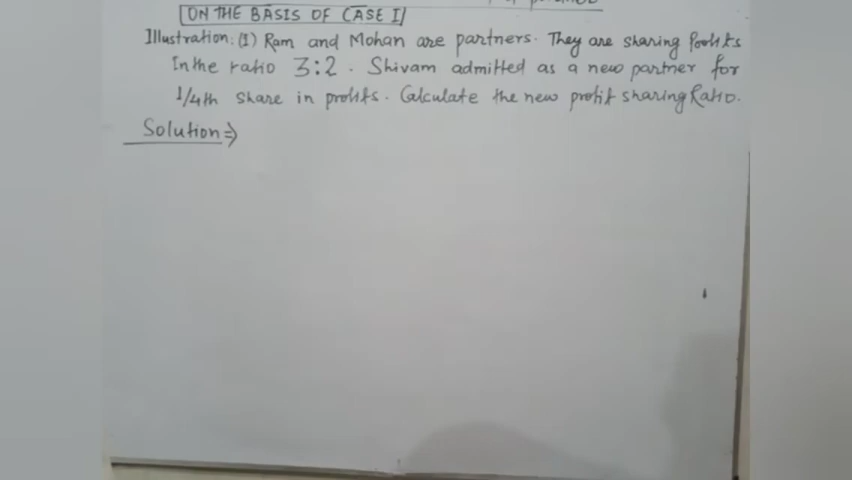 ON THE BASIS OF CASE I
Illustration: (1) Ram and Mohan are partners. They are sharing Profits
In the ratio 3:2. Shivam admitted as a new partner for
1/4th share in profits. Calculate the new profit sharing Ratio.
Solution ⇒